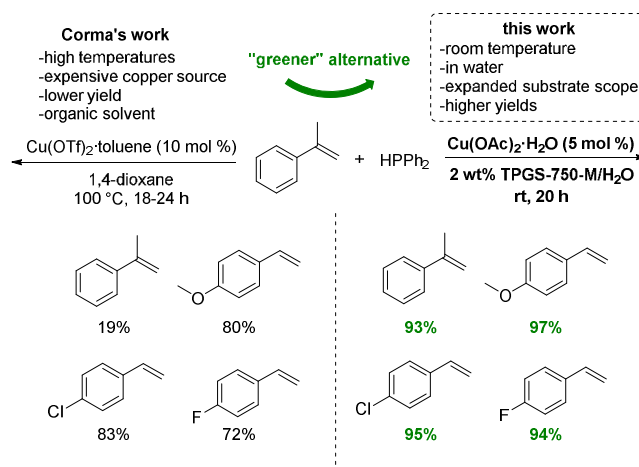 Corma's work
-high temperatures
-expensive copper source
-lower yield
-organic solvent
"greener" alternative
this work
-room temperature
-in water
-expanded substrate scope
-higher yields
Cu(OTf)₂·toluene (10 mol %)
1,4-dioxane
100 °C, 18-24 h
+
HPPh₂
Cu(OAc)₂·H₂O (5 mol %)
2 wt% TPGS-750-M/H₂O
rt, 20 h
O
19%
80%
O
93%
97%
Cl
F
83%
72%
Cl
F
95%
94%